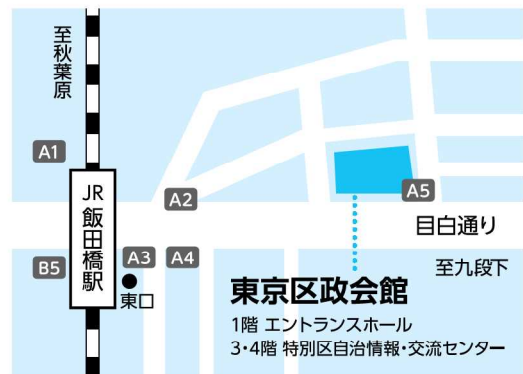 至秋葉原
A1
JR飯田橋駅
A2
A5
目白通り
B5
A3
A4
至九段下
東口
東京区政会館
1階 エントランスホール
3・4階 特別区自治情報・交流センター